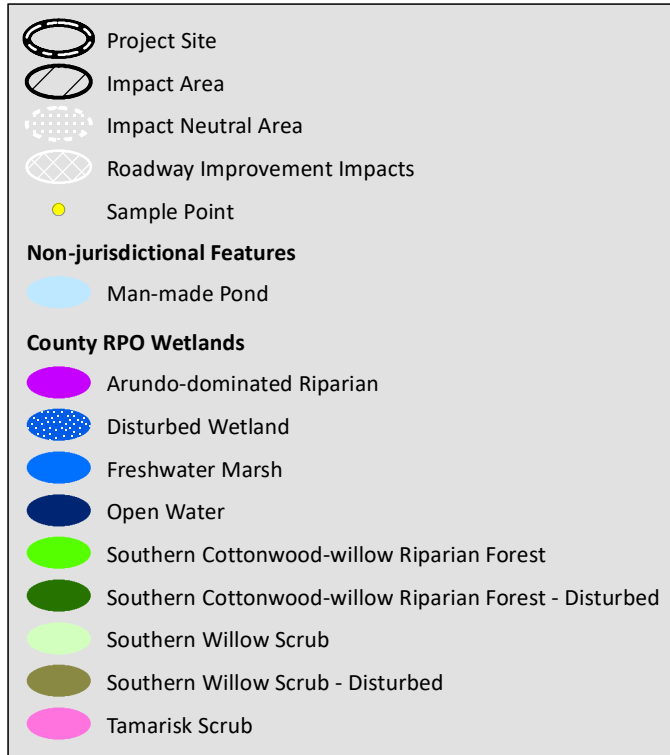 Project Site
Impact Area
Impact Neutral Area
Roadway Improvement Impacts
Sample Point
Non-jurisdictional Features
Man-made Pond
County RPO Wetlands
Arundo-dominated Riparian
Disturbed Wetland
Freshwater Marsh
Open Water
Southern Cottonwood-willow Riparian Forest
Southern Cottonwood-willow Riparian Forest - Disturbed
Southern Willow Scrub
Southern Willow Scrub - Disturbed
Tamarisk Scrub